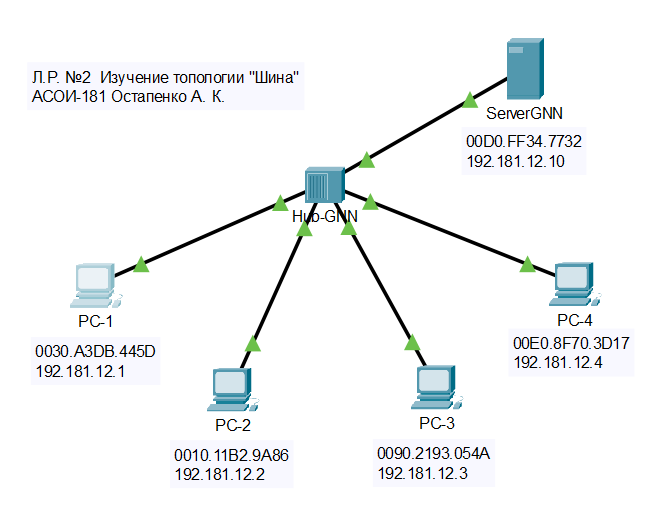 Л.Р. №2 Изучение топологии "Шина"
АСОИ-181 Остапенко А. К.
ServerGNN
00D0.FF34.7732
192.181.12.10
Hub-GNN
PC-1
0030.A3DB.445D
192.181.12.1
PC-2
0010.11B2.9A86
192.181.12.2
PC-3
0090.2193.054A
192.181.12.3
PC-4
00E0.8F70.3D17
192.181.12.4